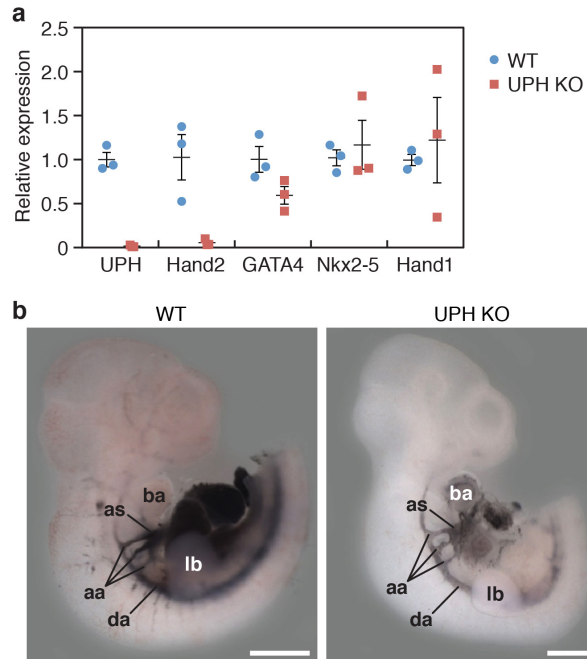 a
Relative expression
2.5
2.0
1.5
1.0
0.5
0
UPH
Hand2
GATA4
Nkx2-5
Hand1
WT
UPH KO
b
WT
UPH KO
ba
as
lb
aa
da
ba
as
aa
lb
da